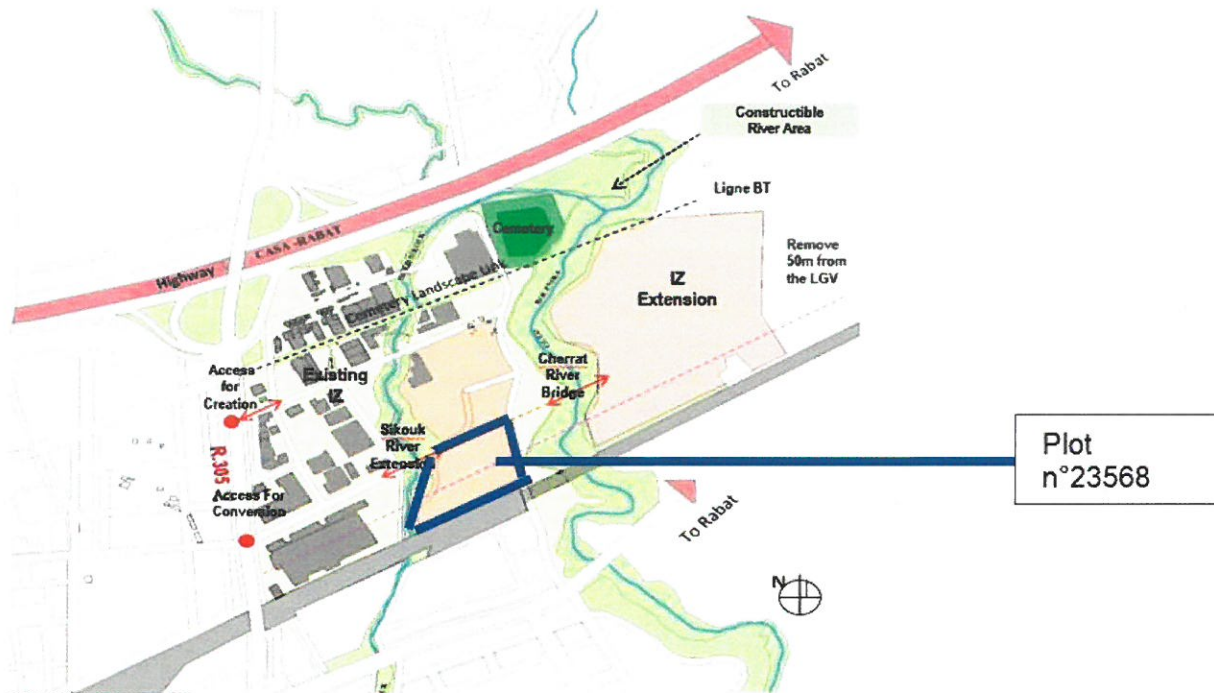 To Rabat
Constructible
River Area
Ligne BT
Cemetery
Remove
50m from
the LGV
Highway
CASA -RABAT
Cemetery Landscape Link
IZ
Extension
Cherrat
River
Bridge
Access
for
Creation
Existing
IZ
Sikouk
River
Extension
R.305
Access For
Conversion
Plot
n°23568
To Rabat
N